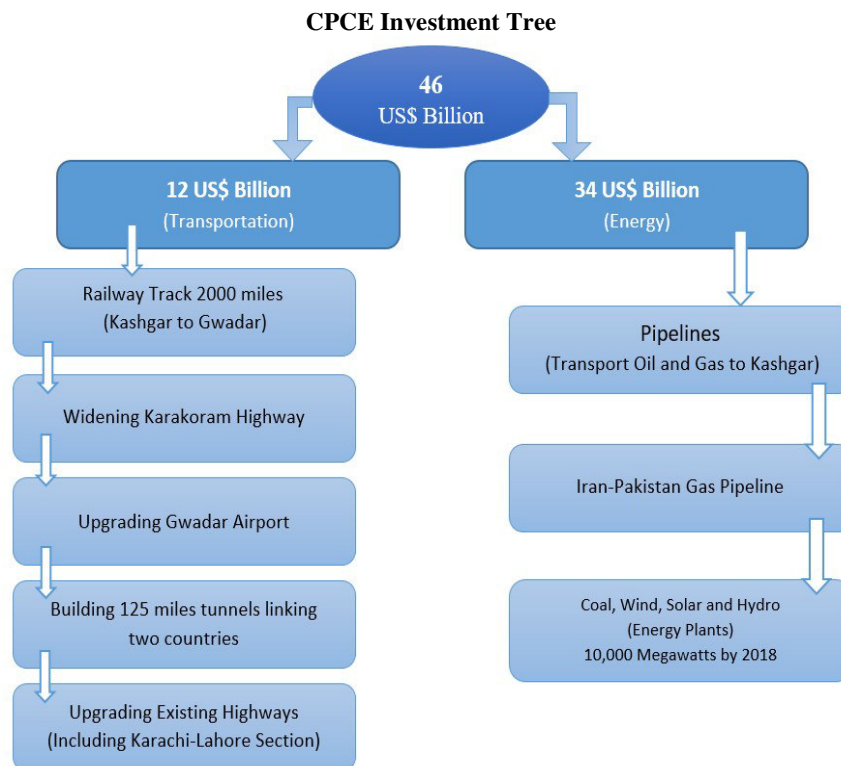 CPCE Investment Tree
46
US$ Billion
12 US$ Billion
(Transportation)
34 US$ Billion
(Energy)
Railway Track 2000 miles
(Kashgar to Gwadar)
Widening Karakoram Highway
Upgrading Gwadar Airport
Building 125 miles tunnels linking
two countries
Upgrading Existing Highways
(Including Karachi-Lahore Section)
Pipelines
(Transport Oil and Gas to Kashgar)
Iran-Pakistan Gas Pipeline
Coal, Wind, Solar and Hydro
(Energy Plants)
10,000 Megawatts by 2018